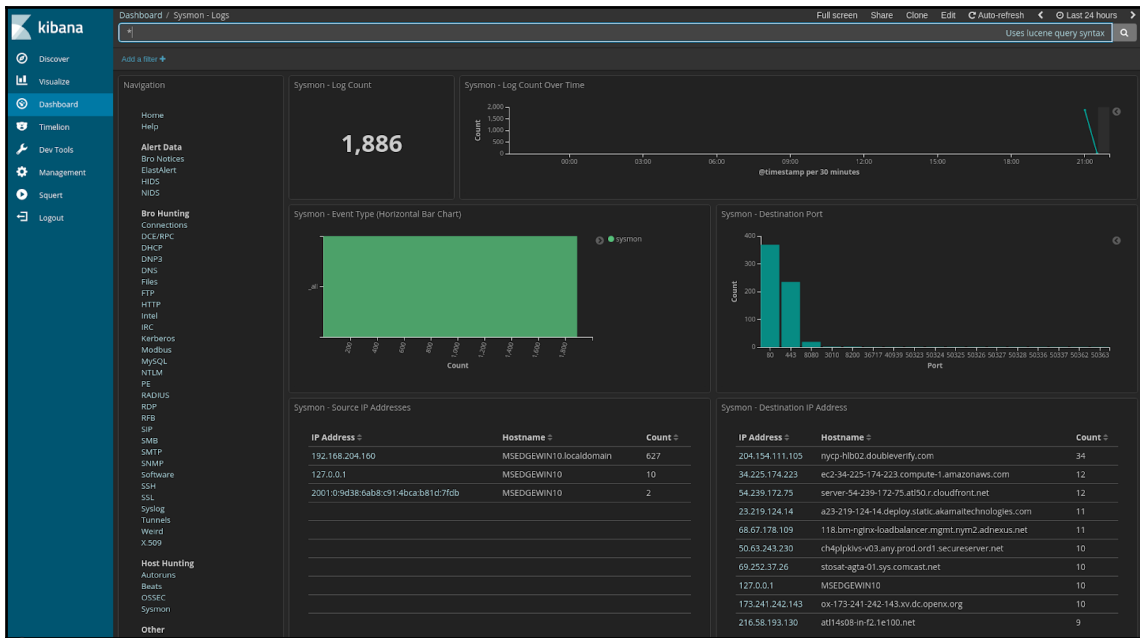 kibana
Discover
Visualize
Dashboard
Timelion
Dev Tools
Management
Squert
Logout
Dashboard / Sysmon - Logs
Full screen Share Clone Edit Auto-refresh Last 24 hours
*
Uses lucene query syntax
Add a filter +
Navigation
Home
Help
Alert Data
Bro Notices
ElastAlert
HIDS
NIDS
Bro Hunting
Connections
DCE/RPC
DHCP
DNP3
DNS
Files
FTP
HTTP
Intel
IRC
Kerberos
Modbus
MySQL
NTLM
PE
RADIUS
RDP
RFB
SIP
SMB
SMTP
SNMP
Software
SSH
SSL
Syslog
Tunnels
Weird
X.509
Host Hunting
Autoruns
Beats
OSSEC
Sysmon
Other
Sysmon - Log Count
1,886
Sysmon - Log Count Over Time
Count
2,000
1,500
1,000
500
0
00:00 03:00 06:00 09:00 12:00 15:00 18:00 21:00
@timestamp per 30 minutes
Sysmon - Event Type (Horizontal Bar Chart)
_all
200 400 600 800 1,000 1,200 1,400 1,600 1,800
Count
sysmon
Sysmon - Destination Port
Count
400
300
200
100
0
80 443 8080 3010 8200 36717 40939 50323 50324 50325 50326 50327 50328 50336 50337 50362 50363
Port
Sysmon - Source IP Addresses
IP Address Hostname Count
192.168.204.160 MSEDGEWIN10.localdomain 627
127.0.0.1 MSEDGEWIN10 10
2001:0:9d38:6ab8:c91:4bca:b81d:7fdb MSEDGEWIN10 2
Sysmon - Destination IP Address
IP Address Hostname Count
204.154.111.105 nycp-hlb02.doubleverify.com 34
34.225.174.223 ec2-34-225-174-223.compute-1.amazonaws.com 12
54.239.172.75 server-54-239-172-75.atl50.r.cloudfront.net 12
23.219.124.14 a23-219-124-14.deploy.static.akamaitechnologies.com 11
68.67.178.109 118.bm-nginx-loadbalancer.mgmt.nym2.adnexus.net 11
50.63.243.230 ch4plpkivs-v03.any.prod.ord1.secureserver.net 10
69.252.37.26 stosat-agta-01.sys.comcast.net 10
127.0.0.1 MSEDGEWIN10 10
173.241.242.143 ox-173-241-242-143.xv.dc.openx.org 10
216.58.193.130 atl14s08-in-f2.1e100.net 9